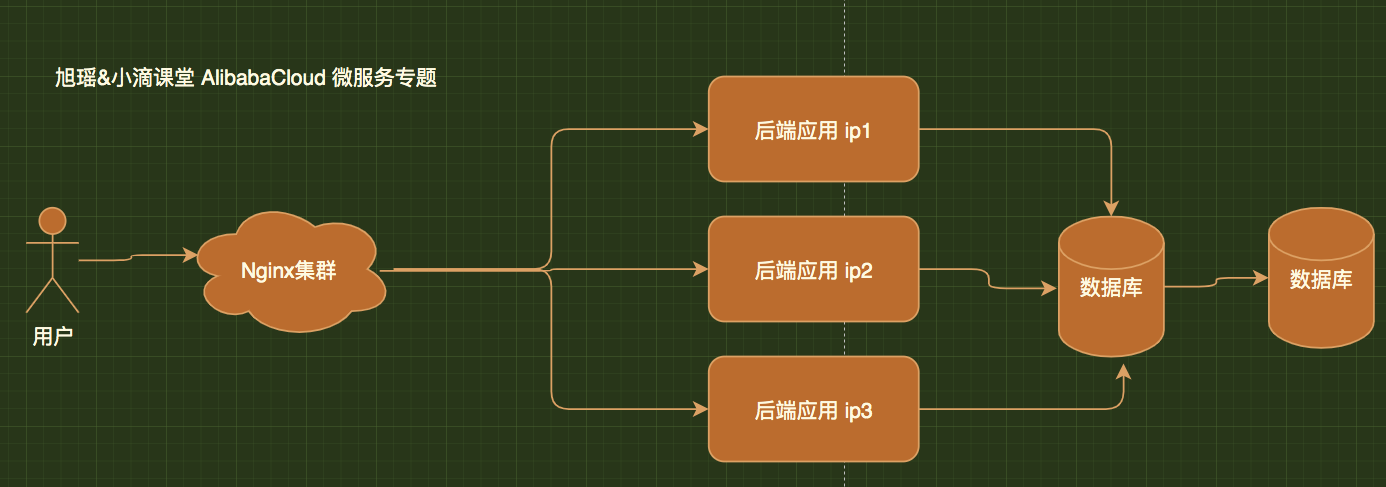 旭瑶&小滴课堂 AlibabaCloud 微服务专题
后端应用 ip1
Nginx集群
后端应用 ip2
数据库
数据库
用户
后端应用 ip3